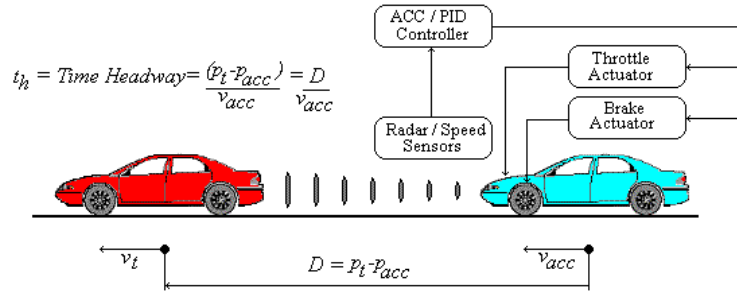 ACC / PID
Controller
t_h = Time Headway = (p_t-p_acc) / v_acc = D / v_acc
Throttle
Actuator
Brake
Actuator
Radar / Speed
Sensors
v_t
D = p_t-p_acc
v_acc